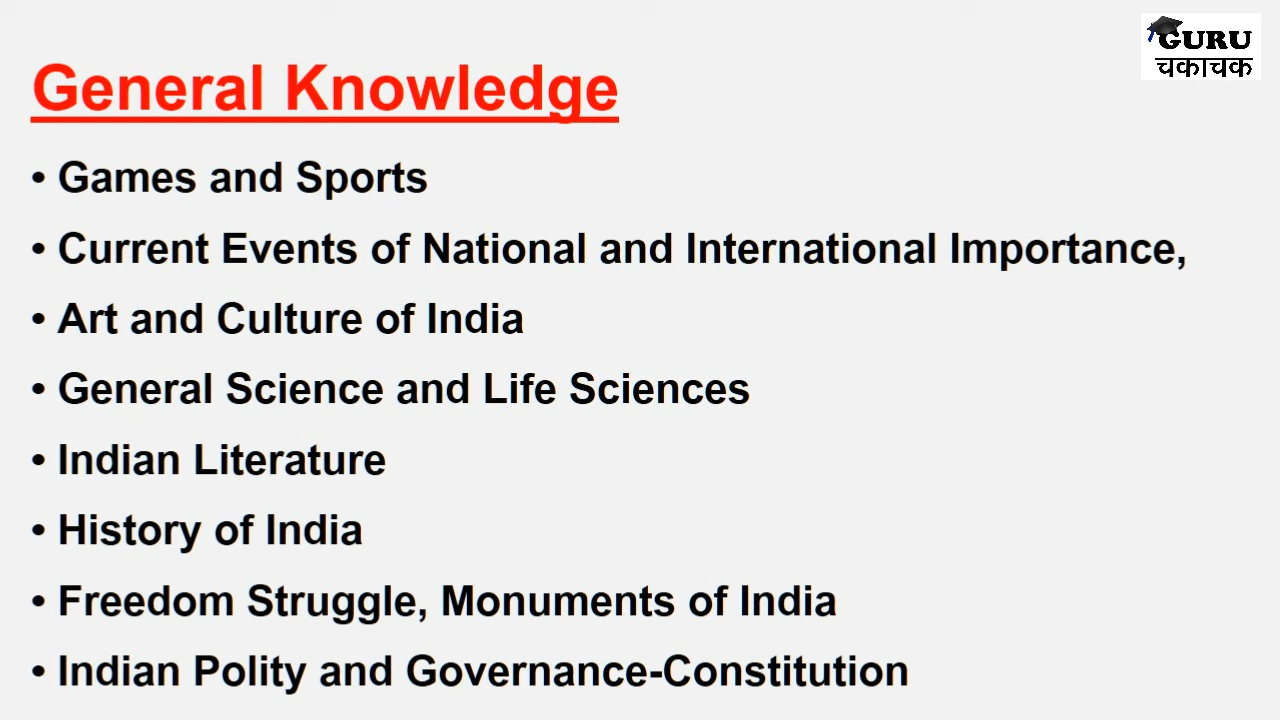 GURU
चकाचक
General Knowledge
• Games and Sports
• Current Events of National and International Importance,
• Art and Culture of India
• General Science and Life Sciences
• Indian Literature
• History of India
• Freedom Struggle, Monuments of India
• Indian Polity and Governance-Constitution